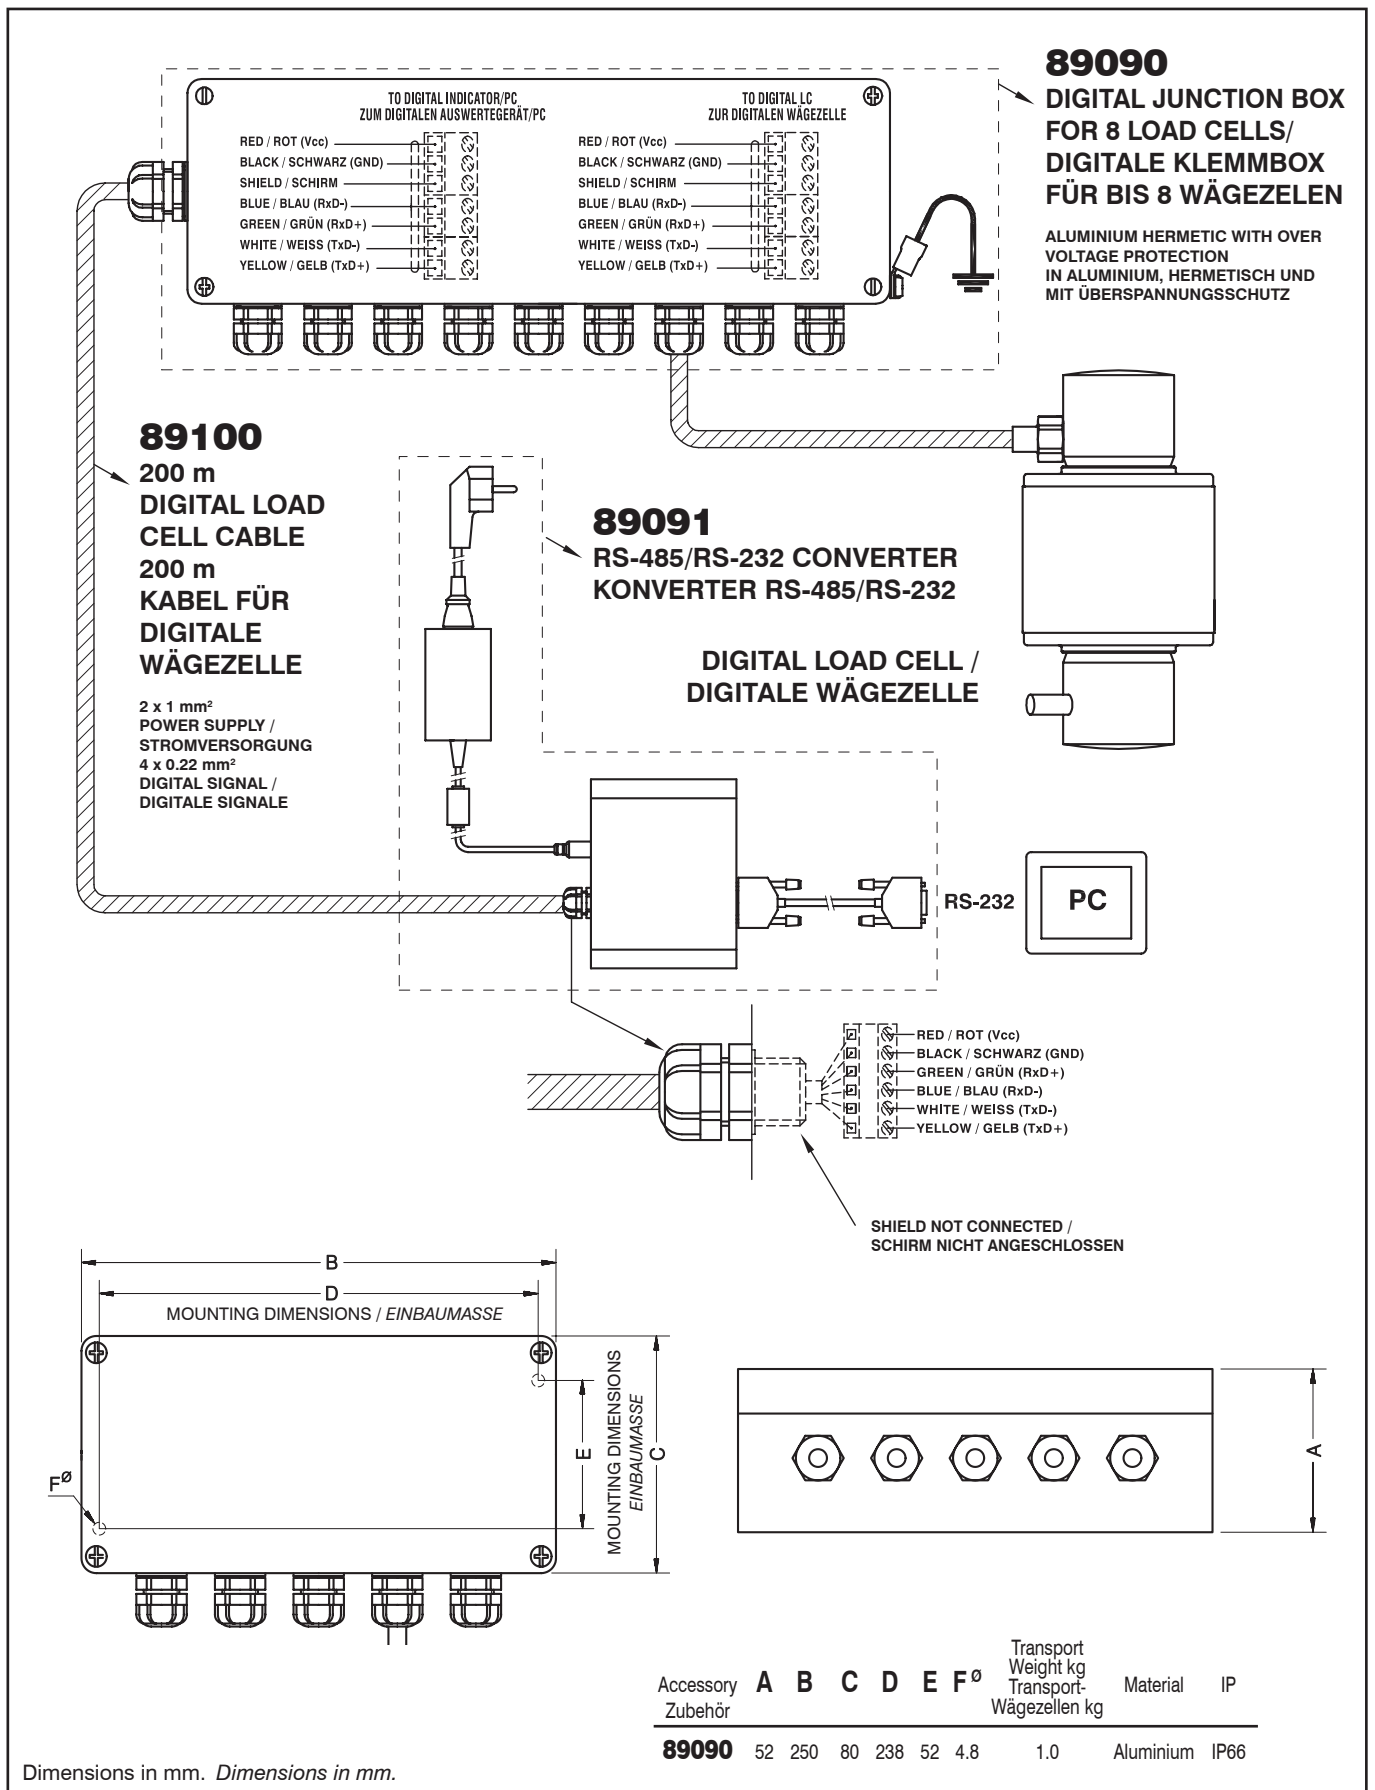 89090
DIGITAL JUNCTION BOX
FOR 8 LOAD CELLS/
DIGITALE KLEMMBOX
FÜR BIS 8 WÄGEZELEN
ALUMINIUM HERMETIC WITH OVER
VOLTAGE PROTECTION
IN ALUMINIUM, HERMETISCH UND
MIT ÜBERSPANNUNGSSCHUTZ
TO DIGITAL INDICATOR/PC
ZUM DIGITALEN AUSWERTEGERÄT/PC
RED / ROT (Vcc)
BLACK / SCHWARZ (GND)
SHIELD / SCHIRM
BLUE / BLAU (RxD-)
GREEN / GRÜN (RxD+)
WHITE / WEISS (TxD-)
YELLOW / GELB (TxD+)
TO DIGITAL LC
ZUR DIGITALEN WÄGEZELLE
RED / ROT (Vcc)
BLACK / SCHWARZ (GND)
SHIELD / SCHIRM
BLUE / BLAU (RxD-)
GREEN / GRÜN (RxD+)
WHITE / WEISS (TxD-)
YELLOW / GELB (TxD+)
89100
200 m
DIGITAL LOAD
CELL CABLE
200 m
KABEL FÜR
DIGITALE
WÄGEZELLE
2 x 1 mm²
POWER SUPPLY /
STROMVERSORGUNG
4 x 0.22 mm²
DIGITAL SIGNAL /
DIGITALE SIGNALE
89091
RS-485/RS-232 CONVERTER
KONVERTER RS-485/RS-232
DIGITAL LOAD CELL /
DIGITALE WÄGEZELLE
RS-232
PC
RED / ROT (Vcc)
BLACK / SCHWARZ (GND)
GREEN / GRÜN (RxD+)
BLUE / BLAU (RxD-)
WHITE / WEISS (TxD-)
YELLOW / GELB (TxD+)
SHIELD NOT CONNECTED /
SCHIRM NICHT ANGESCHLOSSEN
B
D
MOUNTING DIMENSIONS / EINBAUMASSE
E
MOUNTING DIMENSIONS
EINBAUMASSE
C
F Ø
A
Accessory Zubehör A B C D E F Ø Transport Weight kg Transport-Wägezellen kg Material IP
89090 52 250 80 238 52 4.8 1.0 Aluminium IP66
Dimensions in mm. Dimensions in mm.